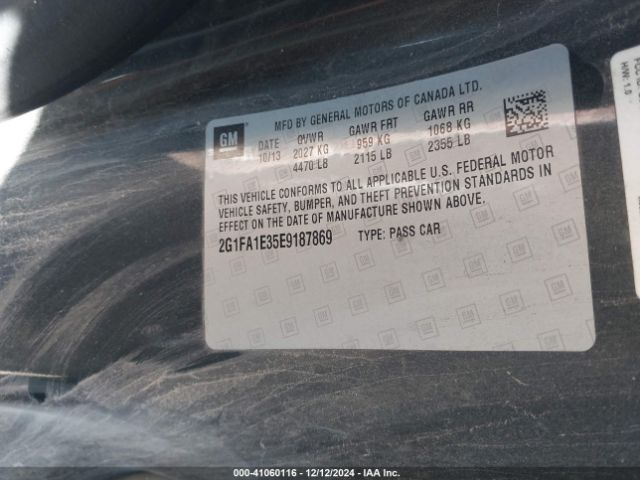 MFD BY GENERAL MOTORS OF CANADA LTD.
GM
DATE GVWR GAWR FRT GAWR RR
10/13 2027 KG 959 KG 1068 KG
4470 LB 2115 LB 2355 LB
THIS VEHICLE CONFORMS TO ALL APPLICABLE U.S. FEDERAL MOTOR
VEHICLE SAFETY, BUMPER, AND THEFT PREVENTION STANDARDS IN
EFFECT ON THE DATE OF MANUFACTURE SHOWN ABOVE.
2G1FA1E35E9187869 TYPE: PASS CAR
H/W: 1.0
000-41060116 - 12/12/2024 - IAA Inc.